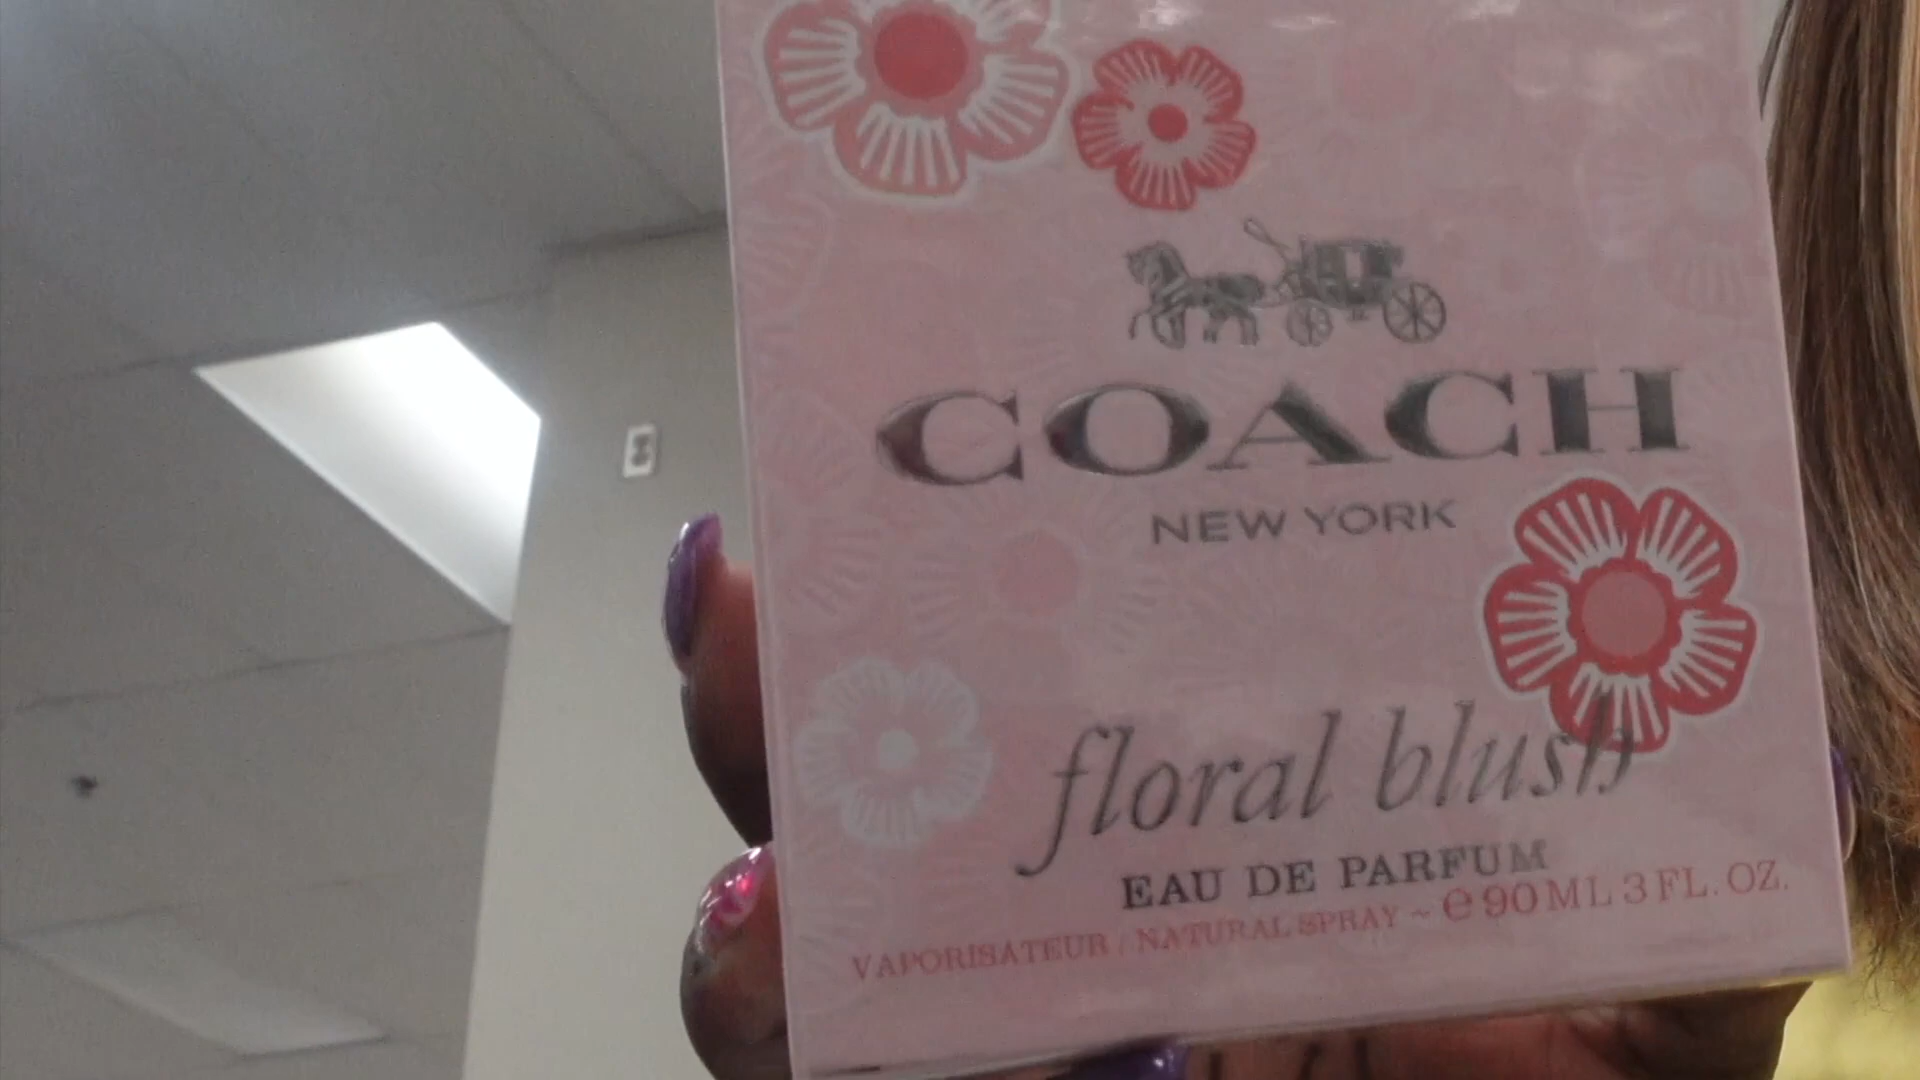 COACH
NEW YORK
floral blush
EAU DE PARFUM
VAPORISATEUR / NATURAL SPRAY ~ ℮ 90 ML 3 FL. OZ.